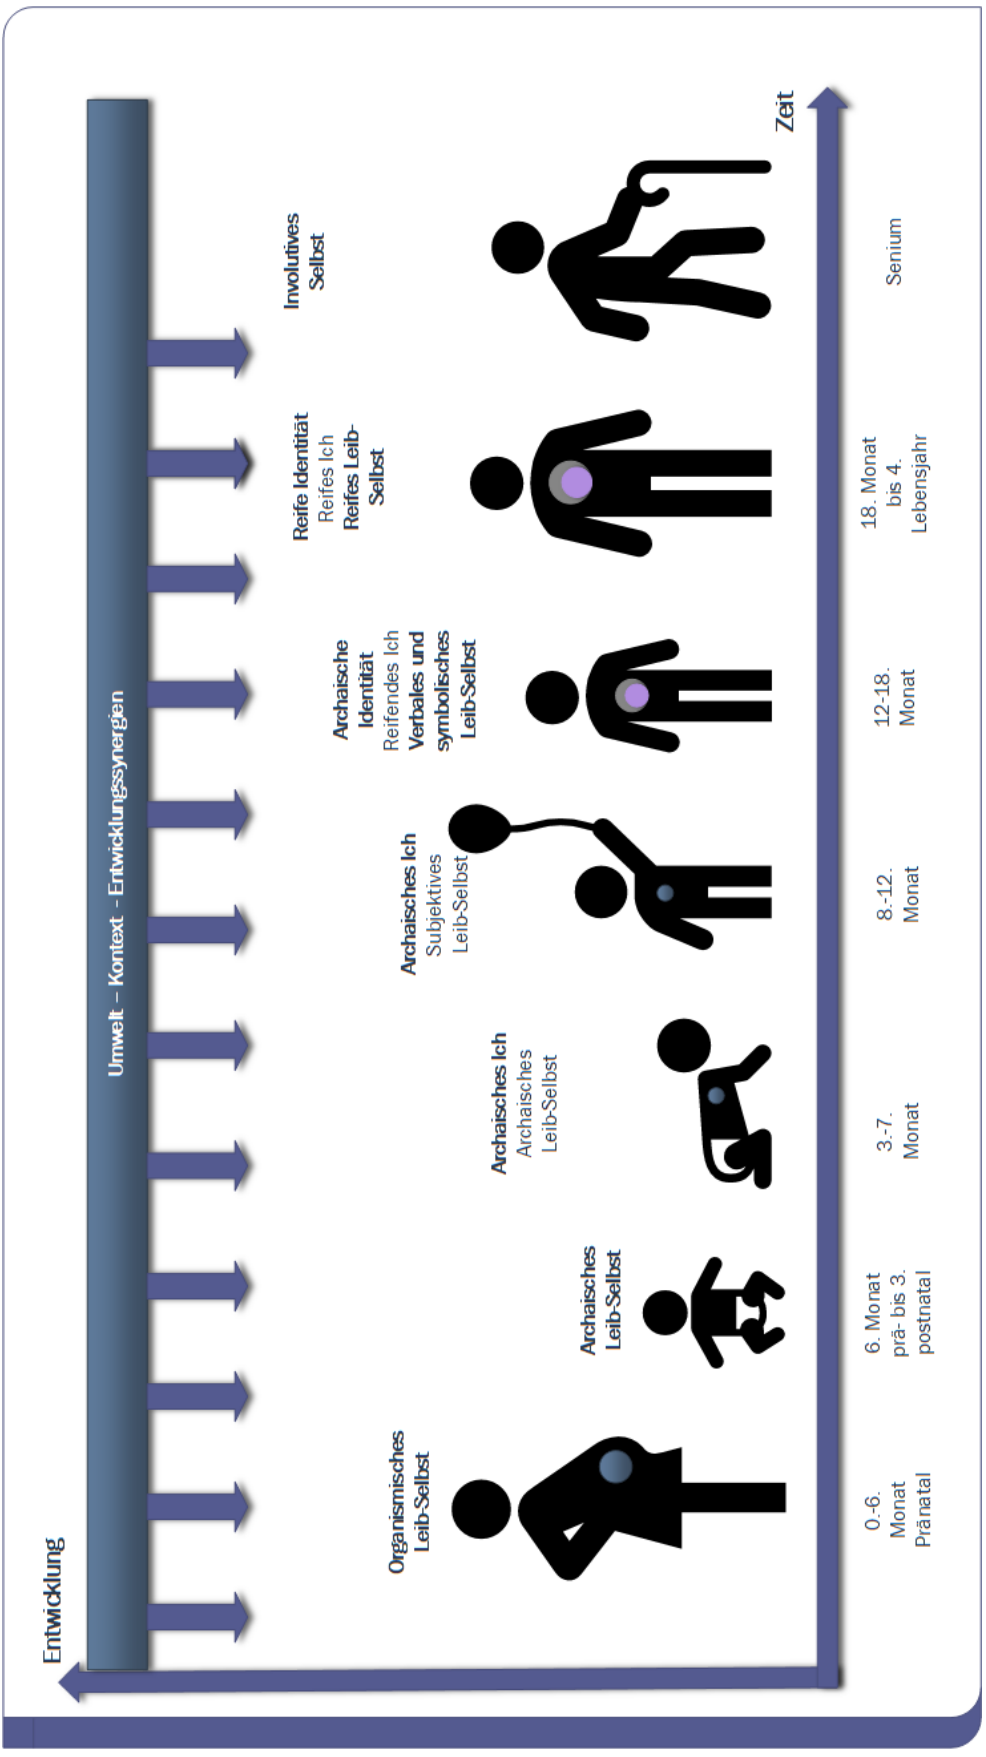 Entwicklung
Umwelt – Kontext - Entwicklungssynergien
Organismisches
Leib-Selbst
Archaisches
Leib-Selbst
Archaisches Ich
Archaisches
Leib-Selbst
Archaisches Ich
Subjektives
Leib-Selbst
Archaische
Identität
Reifendes Ich
Verbales und
symbolisches
Leib-Selbst
Reife Identität
Reifes Ich
Reifes Leib-
Selbst
Involutives
Selbst
Zeit
0.-6.
Monat
Pränatal
6. Monat
prä- bis 3.
postnatal
3.-7.
Monat
8.-12.
Monat
12-18.
Monat
18. Monat
bis 4.
Lebensjahr
Senium